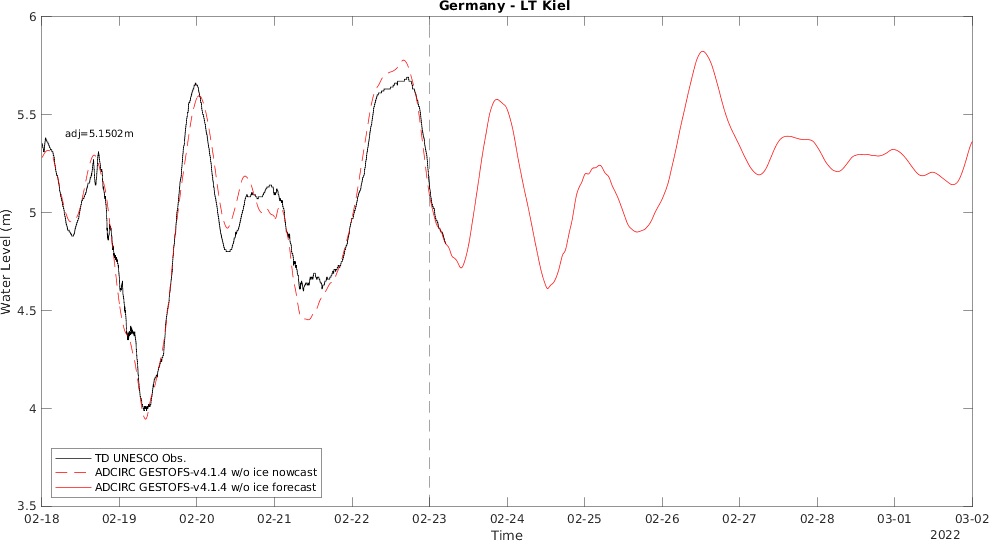 Germany - LT Kiel
6
5.5
5
4.5
4
3.5
Water Level (m)
adj=5.1502m
TD UNESCO Obs.
ADCIRC GESTOFS-v4.1.4 w/o ice nowcast
ADCIRC GESTOFS-v4.1.4 w/o ice forecast
02-18 02-19 02-20 02-21 02-22 02-23 02-24 02-25 02-26 02-27 02-28 03-01 03-02
Time
2022